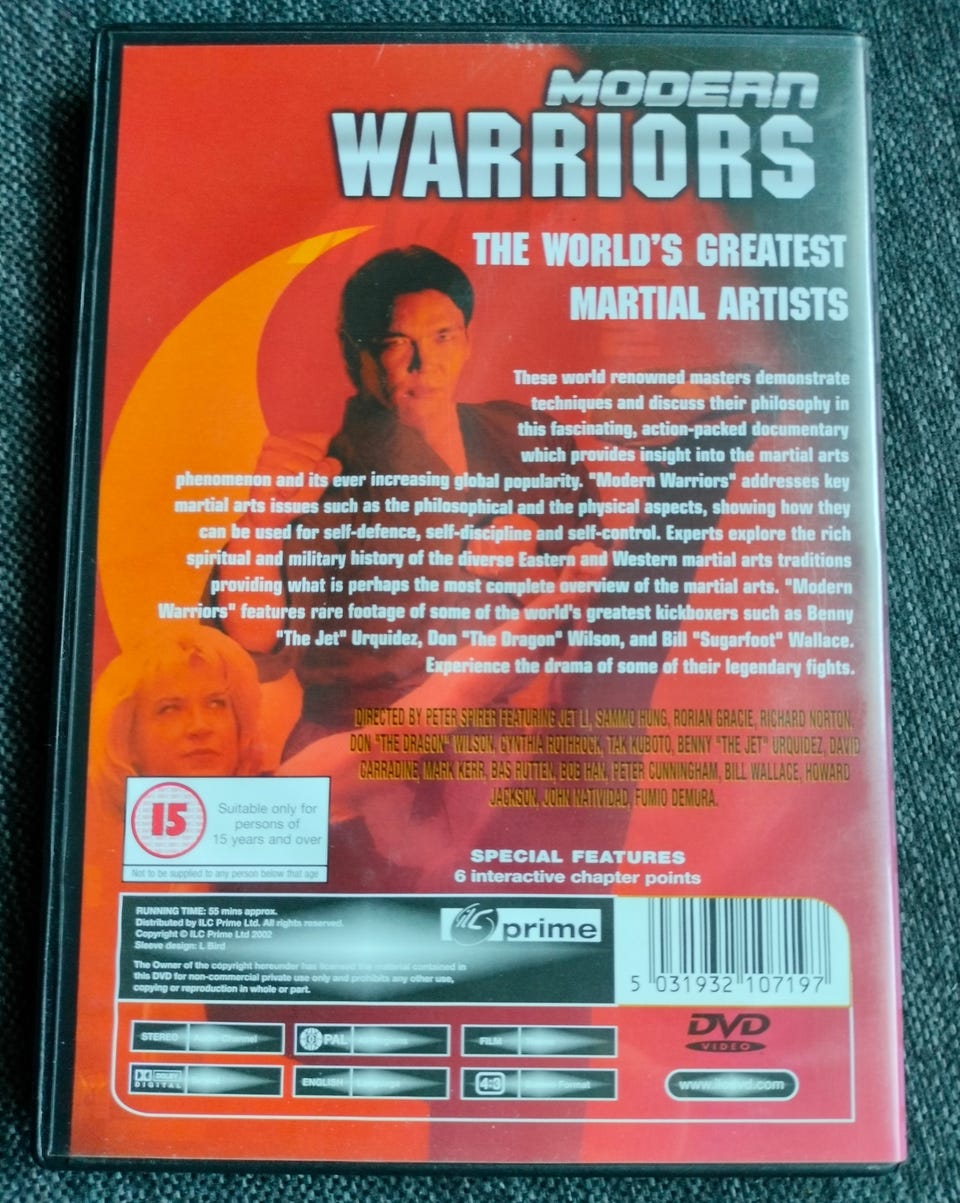 MODERN
WARRIORS
THE WORLD'S GREATEST
MARTIAL ARTISTS
These world renowned masters demonstrate
techniques and discuss their philosophy in
this fascinating, action-packed documentary
which provides insight into the martial arts
phenomenon and its ever increasing global popularity. "Modern Warriors" addresses key
martial arts issues such as the philosophical and the physical aspects, showing how they
can be used for self-defence, self-discipline and self-control. Experts explore the rich
spiritual and military history of the diverse Eastern and Western martial arts traditions
providing what is perhaps the most complete overview of the martial arts. "Modern
Warriors" features rare footage of some of the world's greatest kickboxers such as Benny
"The Jet" Urquidez, Don "The Dragon" Wilson, and Bill "Sugarfoot" Wallace.
Experience the drama of some of their legendary fights.
DIRECTED BY PETER SPIRER FEATURING JET LI, SAMMO HUNG, RORIAN GRACIE, RICHARD NORTON,
DON "THE DRAGON" WILSON, CYNTHIA ROTHROCK, TAK KUBOTO, BENNY "THE JET" URQUIDEZ, DAVID
CARRADINE, MARK KERR, BAS RUTTEN, BOB HAN, PETER CUNNINGHAM, BILL WALLACE, HOWARD
JACKSON, JOHN NATIVIDAD, FUMIO DEMURA.
15
Suitable only for
persons of
15 years and over
Not to be supplied to any person below that age
SPECIAL FEATURES
6 interactive chapter points
RUNNING TIME: 55 mins approx.
Distributed by ILC Prime Ltd. All rights reserved.
Copyright © ILC Prime Ltd 2002
Sleeve design: L Bird
The Owner of the copyright hereunder has licensed the material contained in
this DVD for non-commercial private use only and prohibits any other use,
copying or reproduction in whole or part.
ILC prime
5 031932 107197
STEREO Channel
PAL
FILM
DVD
VIDEO
DOLBY
DIGITAL
ENGLISH
4:3 Format